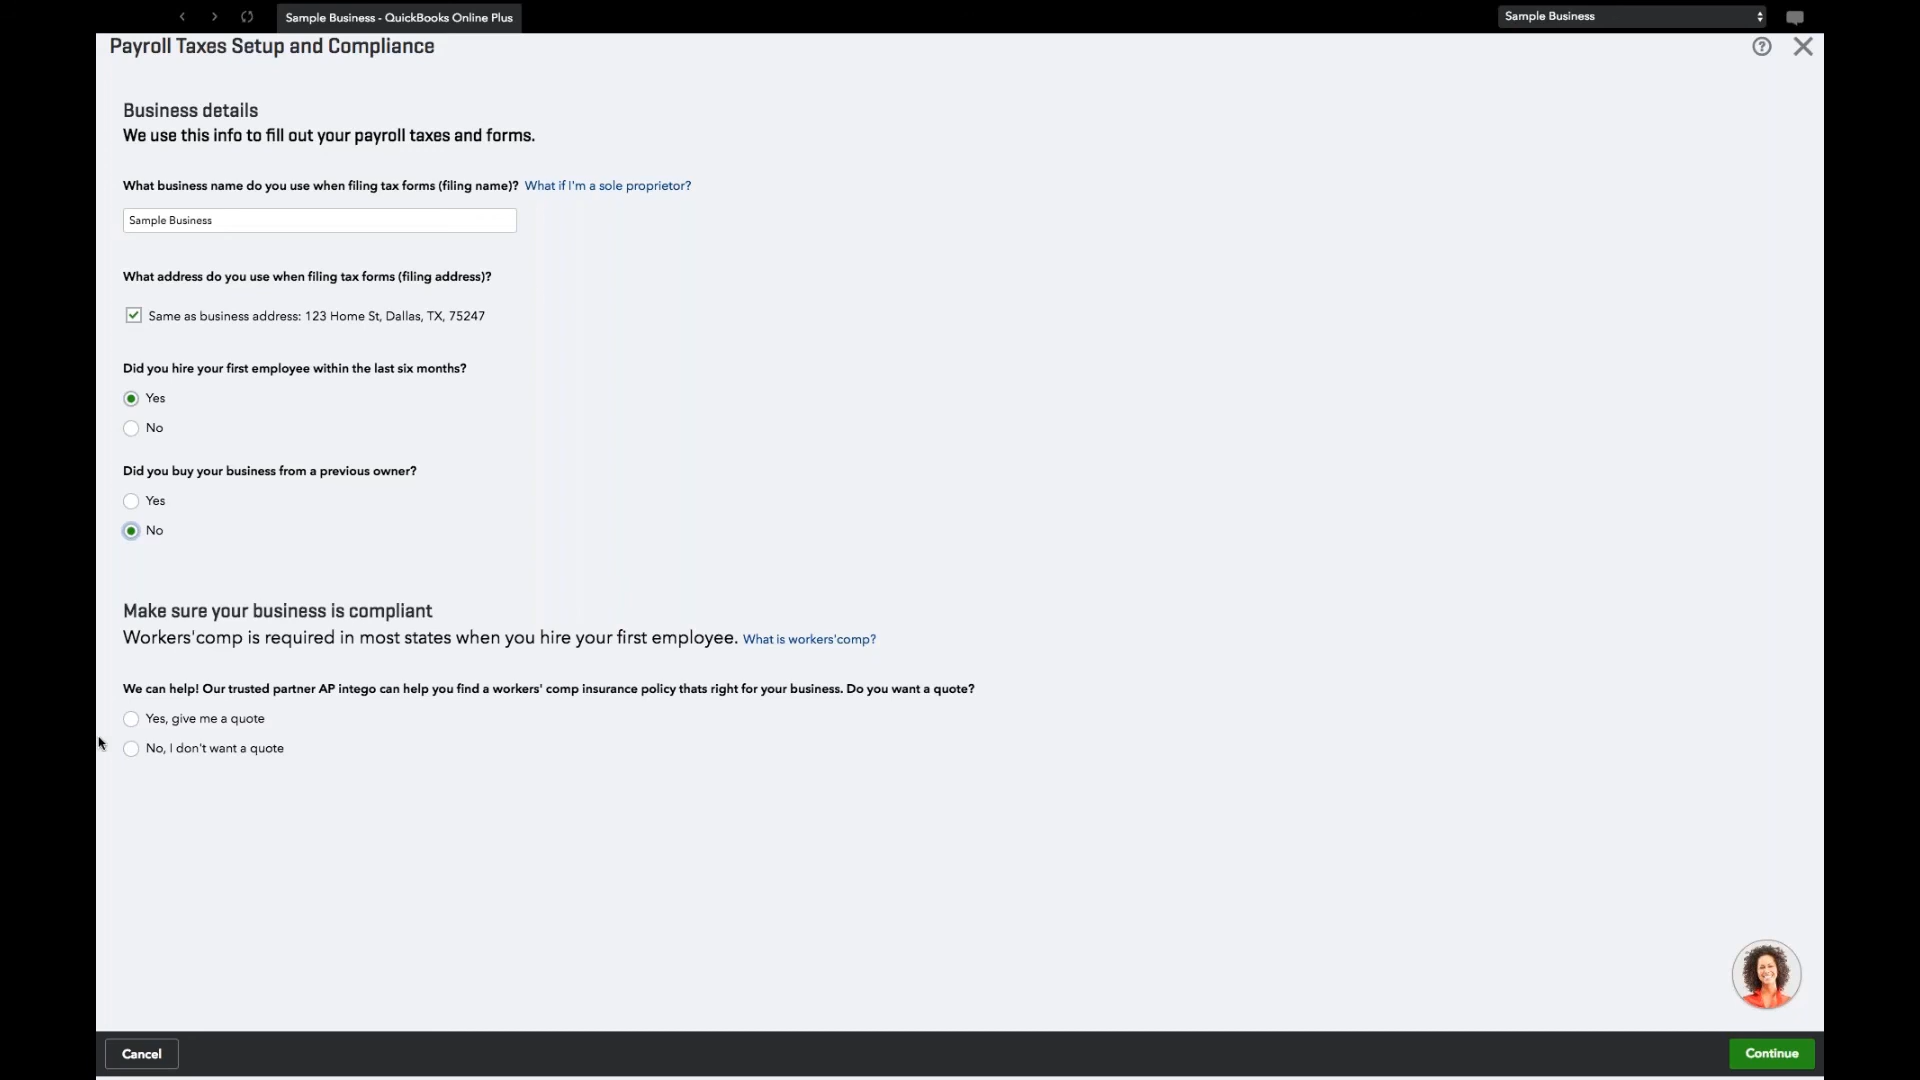 Sample Business - QuickBooks Online Plus
Sample Business
Payroll Taxes Setup and Compliance
Business details
We use this info to fill out your payroll taxes and forms.
What business name do you use when filing tax forms (filing name)? What if I'm a sole proprietor?
Sample Business
What address do you use when filing tax forms (filing address)?
Same as business address: 123 Home St, Dallas, TX, 75247
Did you hire your first employee within the last six months?
Yes
No
Did you buy your business from a previous owner?
Yes
No
Make sure your business is compliant
Workers'comp is required in most states when you hire your first employee. What is workers'comp?
We can help! Our trusted partner AP intego can help you find a workers' comp insurance policy thats right for your business. Do you want a quote?
Yes, give me a quote
No, I don't want a quote
Cancel
Continue